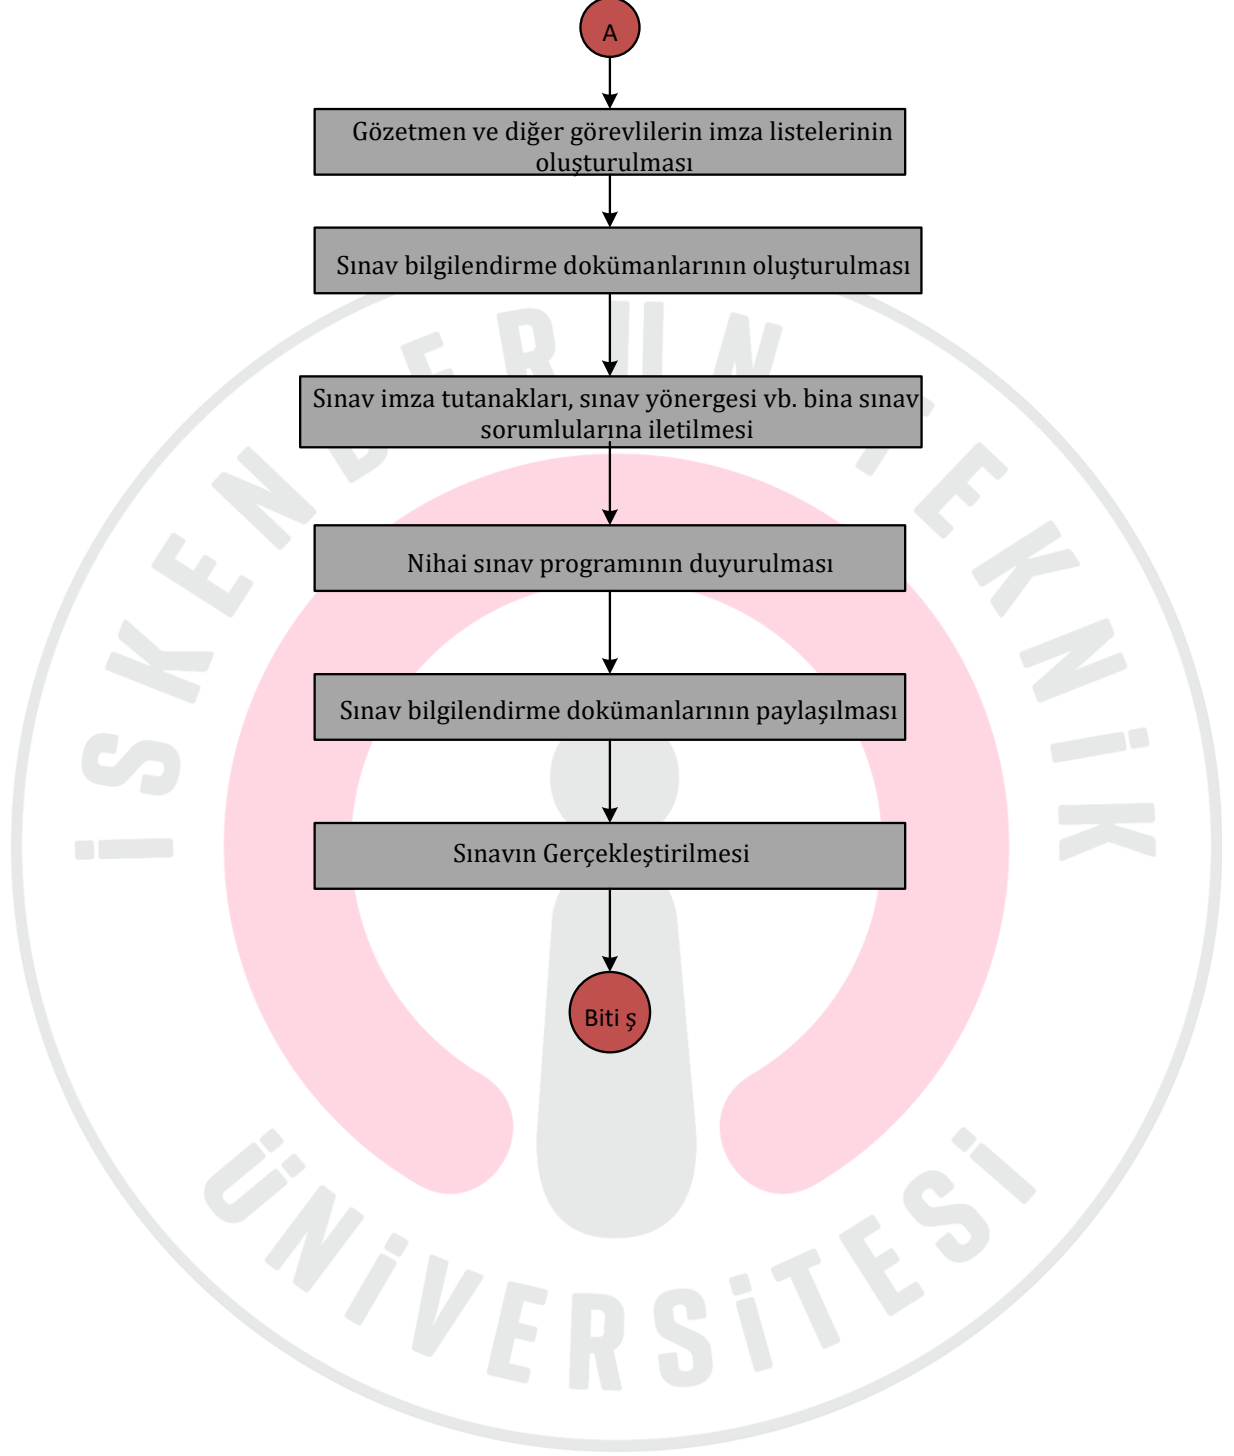 A
Gözetmen ve diğer görevlilerin imza listelerinin
oluşturulması
Sınav bilgilendirme dokümanlarının oluşturulması
Sınav imza tutanakları, sınav yönergesi vb. bina sınav
sorumlularına iletilmesi
Nihai sınav programının duyurulması
Sınav bilgilendirme dokümanlarının paylaşılması
Sınavın Gerçekleştirilmesi
Biti ş
İSKENDERUN TEKNİK
ÜNİVERSİTESİ